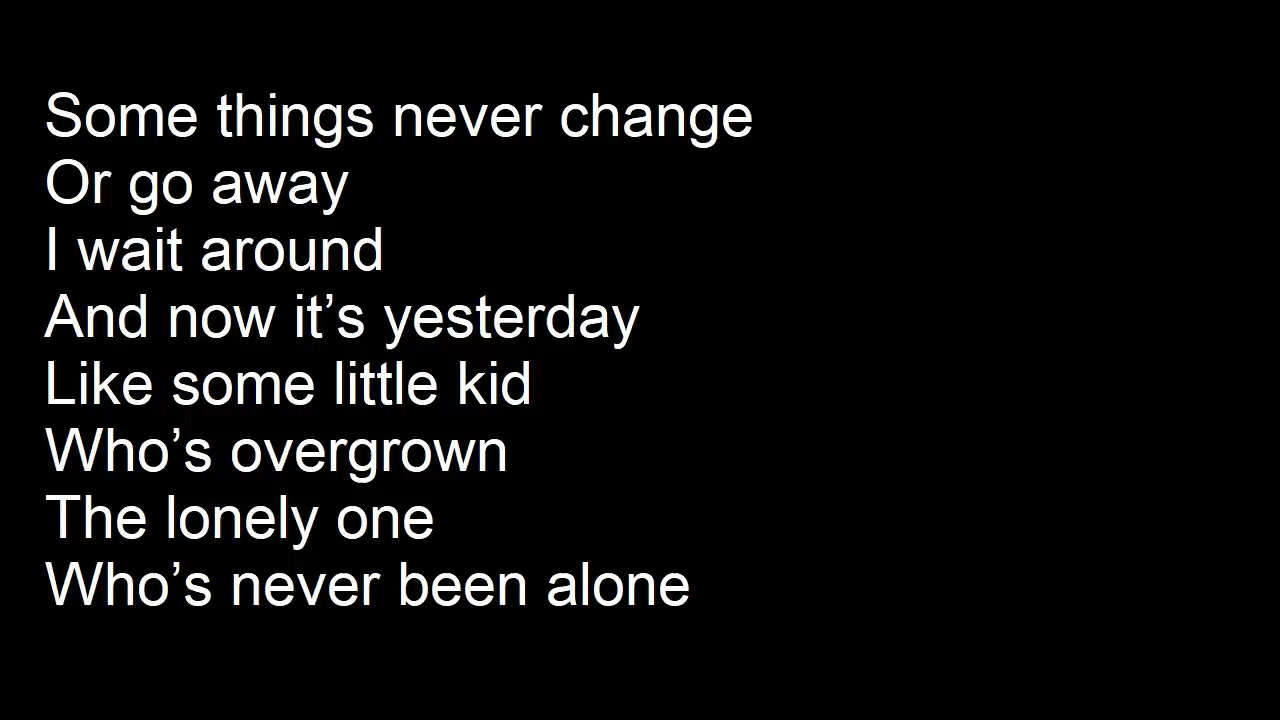 Some things never change
Or go away
I wait around
And now it’s yesterday
Like some little kid
Who’s overgrown
The lonely one
Who’s never been alone